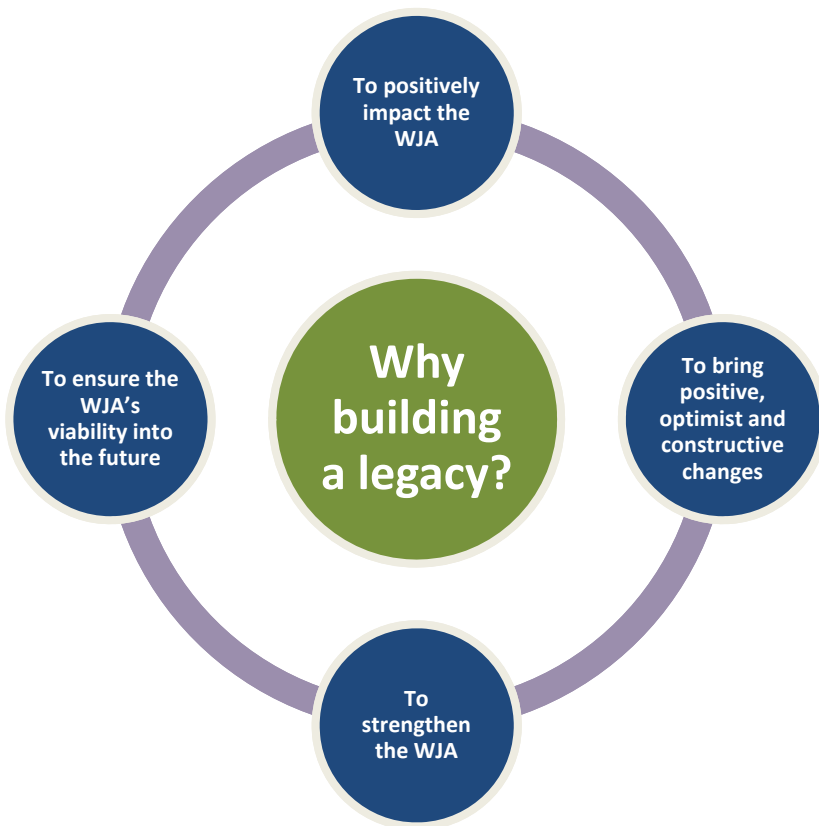 To positively
impact the
WJA
Why
building
a legacy?
To ensure the
WJA’s
viability into
the future
To bring
positive,
optimist and
constructive
changes
To
strengthen
the WJA